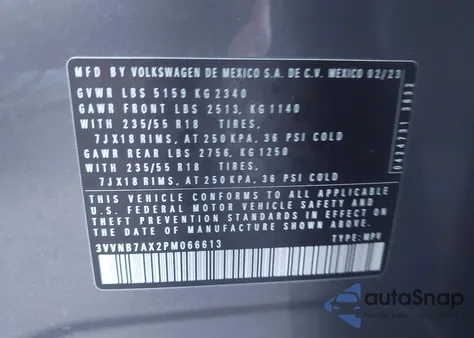 MFD BY VOLKSWAGEN DE MEXICO S.A. DE C.V. MEXICO 02/23
GVWR LBS 5159 KG 2340
GAWR FRONT LBS 2513, KG 1140
WITH 235/55 R18 TIRES,
7JX18 RIMS, AT 250 KPA, 36 PSI COLD
GAWR REAR LBS 2756, KG 1250
WITH 235/55 R18 TIRES,
7JX18 RIMS, AT 250 KPA, 36 PSI COLD
THIS VEHICLE CONFORMS TO ALL APPLICABLE
U.S. FEDERAL MOTOR VEHICLE SAFETY AND
THEFT PREVENTION STANDARDS IN EFFECT ON
THE DATE OF MANUFACTURE SHOWN ABOVE.
3VVNB7AX2PM066613 TYPE: MPV
autoSnap